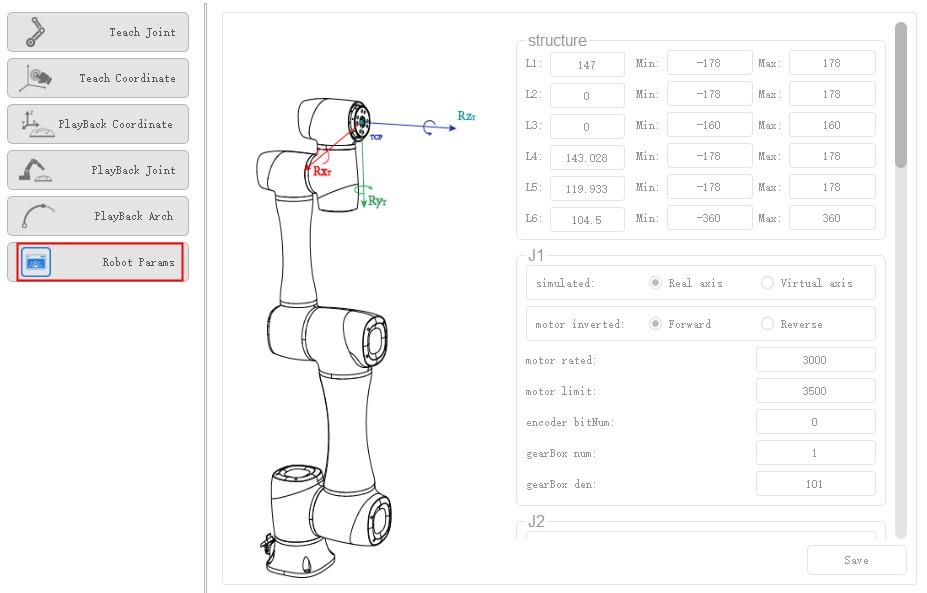 Teach Joint
Teach Coordinate
PlayBack Coordinate
PlayBack Joint
PlayBack Arch
Robot Params
RzT
TCP
RxT
RyT
structure
L1: 147 Min: -178 Max: 178
L2: 0 Min: -178 Max: 178
L3: 0 Min: -160 Max: 160
L4: 143.028 Min: -178 Max: 178
L5: 119.933 Min: -178 Max: 178
L6: 104.5 Min: -360 Max: 360
J1
simulated: Real axis Virtual axis
motor inverted: Forward Reverse
motor rated: 3000
motor limit: 3500
encoder bitNum: 0
gearBox num: 1
gearBox den: 101
J2
Save